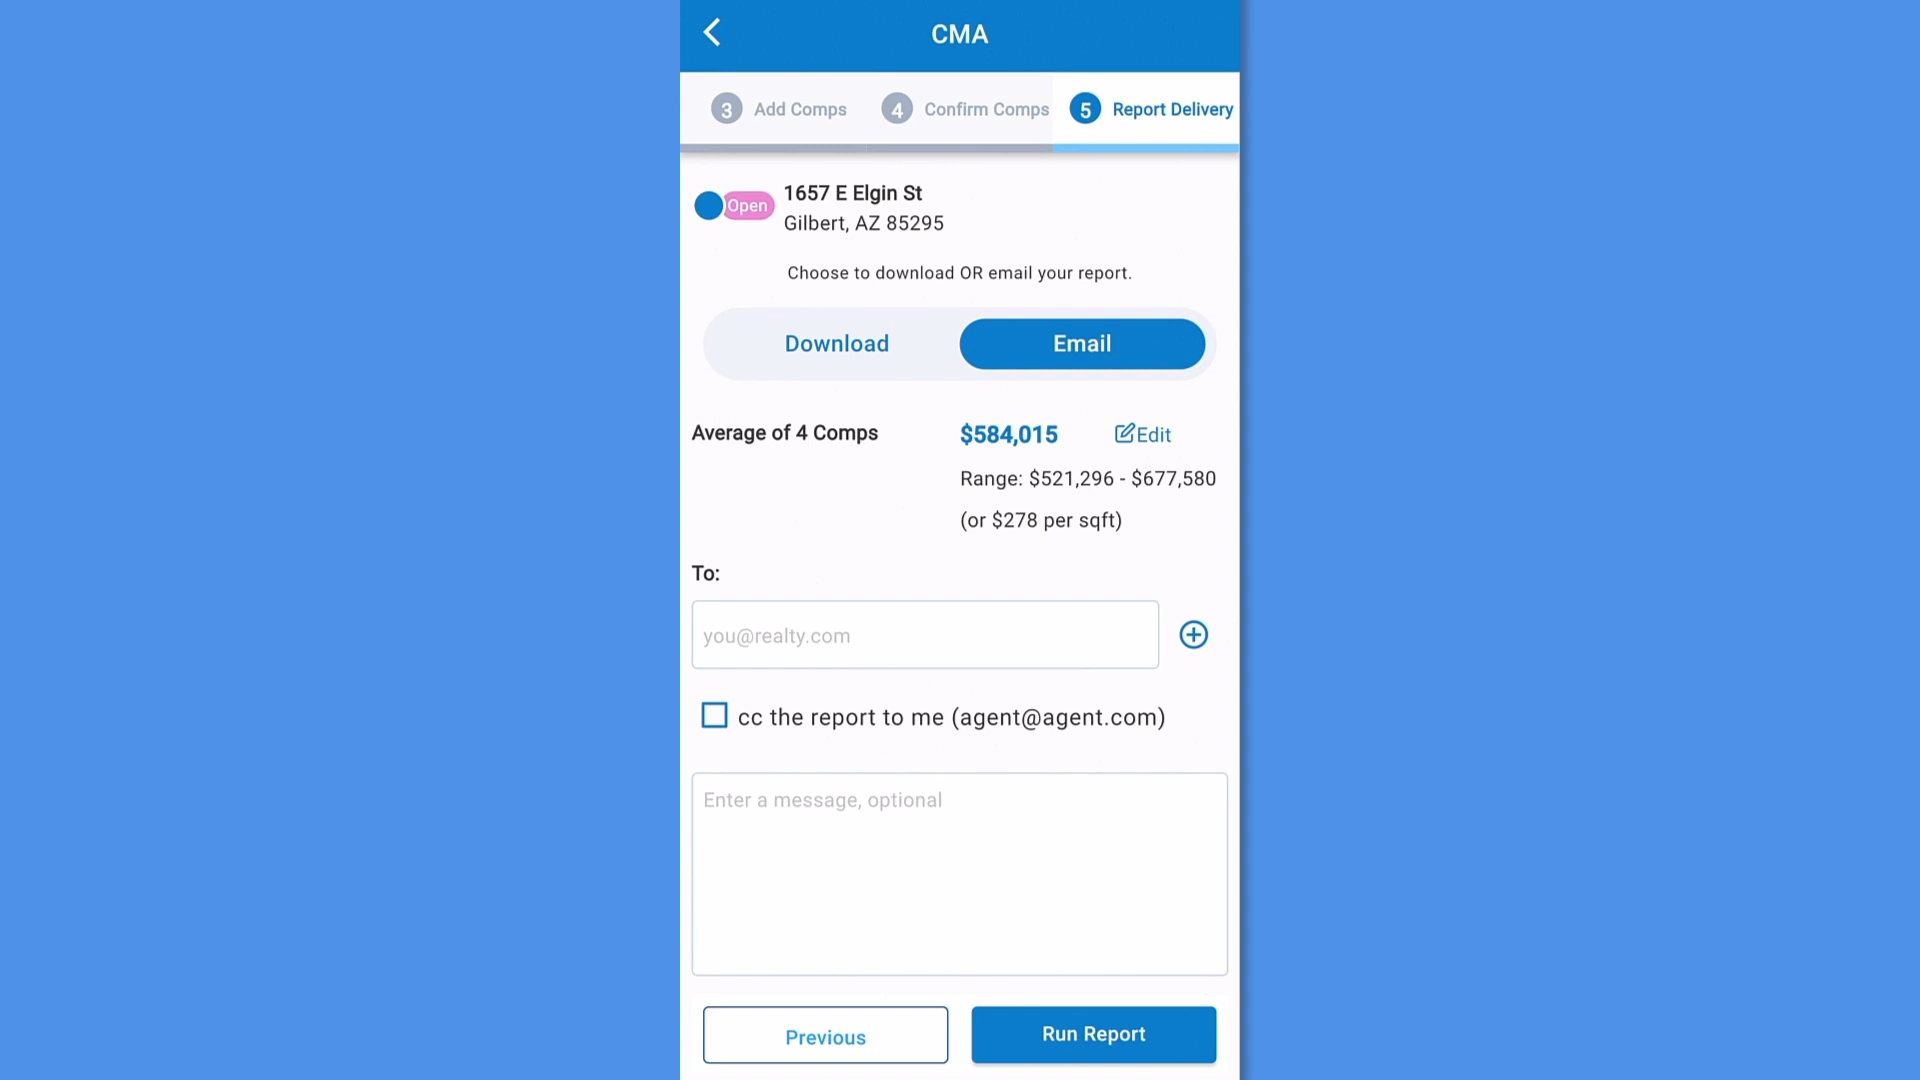 CMA
3 Add Comps 4 Confirm Comps 5 Report Delivery
Open
1657 E Elgin St
Gilbert, AZ 85295
Choose to download OR email your report.
Download Email
Average of 4 Comps $584,015 Edit
Range: $521,296 - $677,580
(or $278 per sqft)
To:
you@realty.com
cc the report to me (agent@agent.com)
Enter a message, optional
Previous Run Report